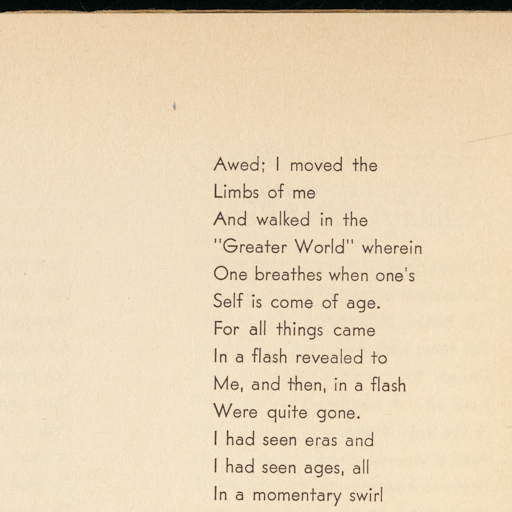 Awed; I moved the
Limbs of me
And walked in the
"Greater World" wherein
One breathes when one's
Self is come of age.
For all things came
In a flash revealed to
Me, and then, in a flash
Were quite gone.
I had seen eras and
I had seen ages, all
In a momentary swirl